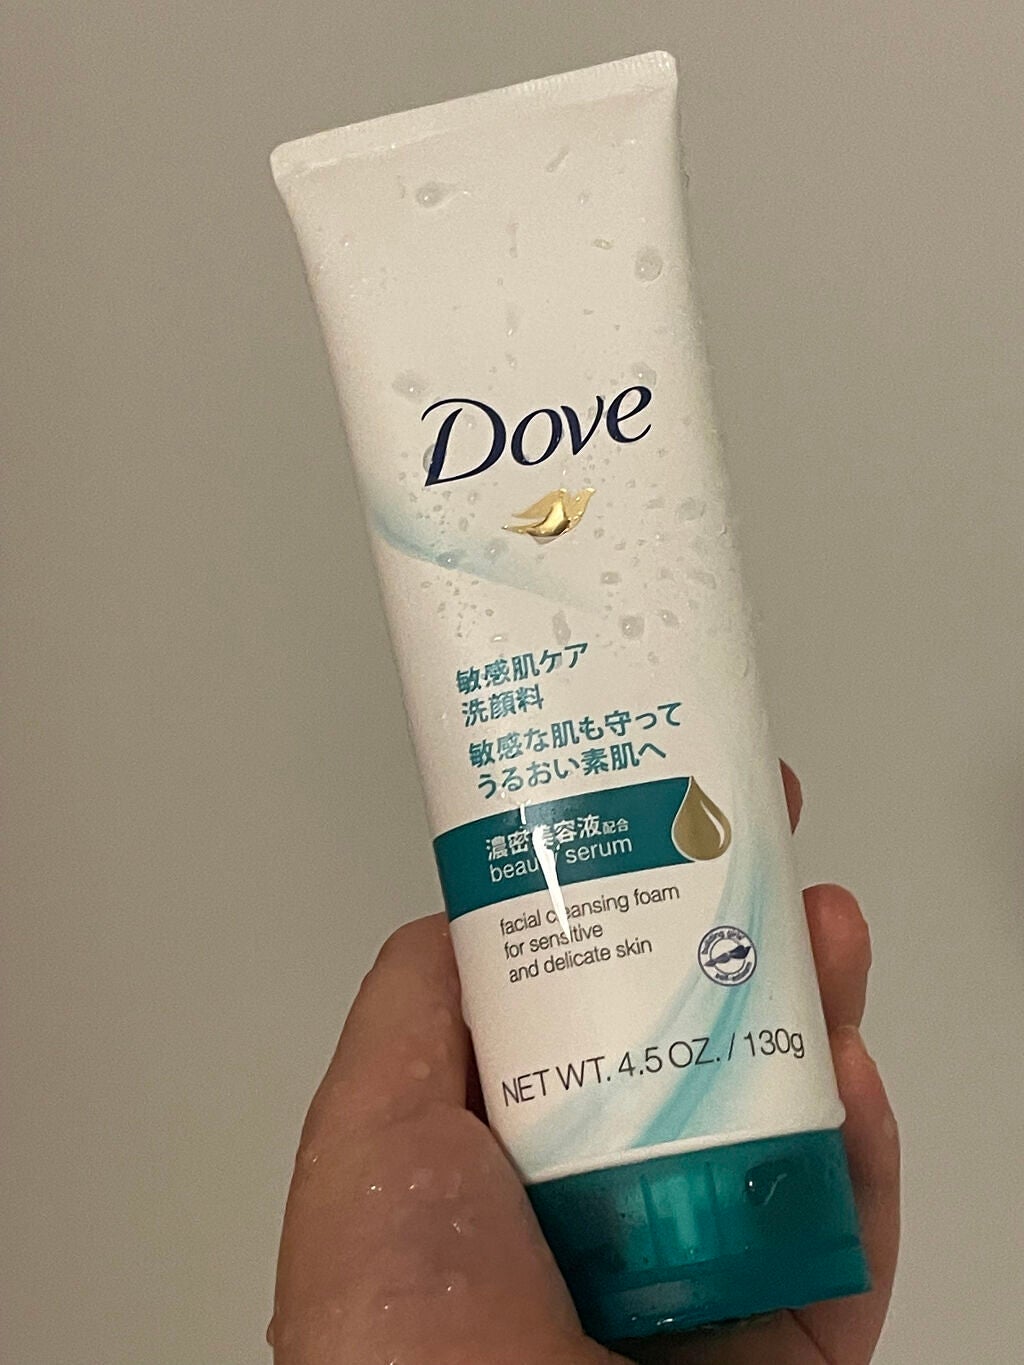 Dove
敏感肌ケア
洗顔料
敏感な肌も守って
うるおい素肌へ
濃密美容液配合
beauty serum
facial cleansing foam
for sensitive
and delicate skin
NET WT. 4.5 OZ. / 130g